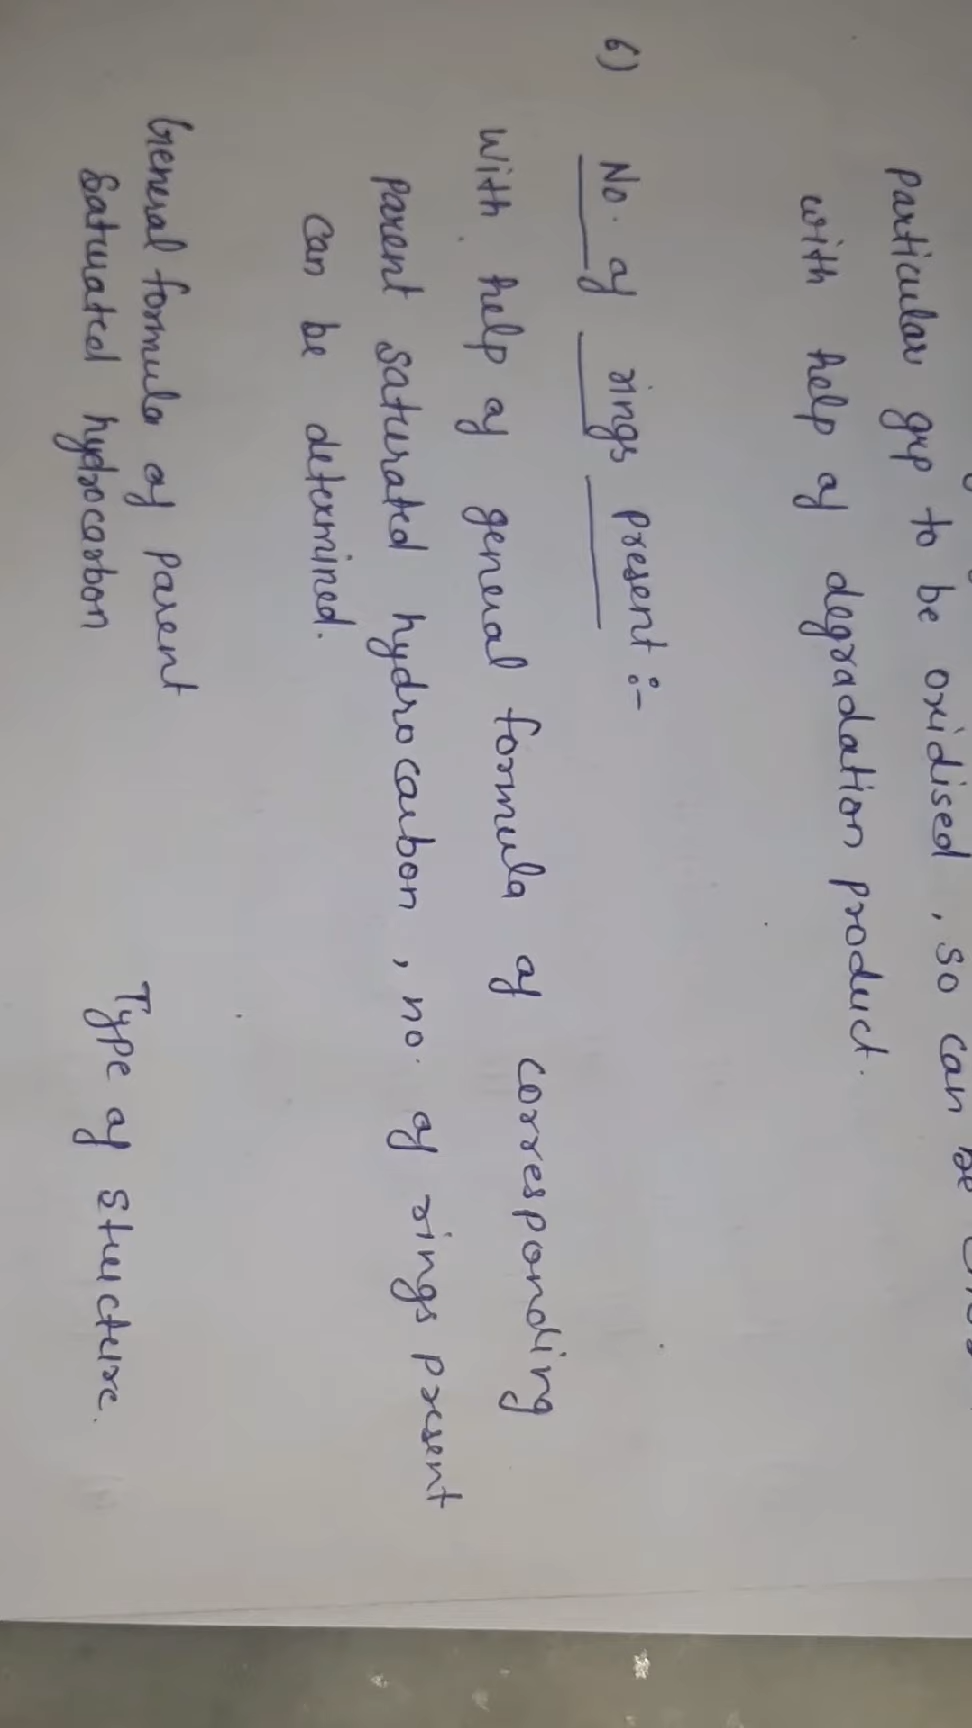 particular grp to be oxidised, so can be
with help of degradation product.
6) No. of rings present :-
With help of general formula of corresponding
parent saturated hydrocarbon, no. of rings present
can be determined.
General formula of parent
saturated hydrocarbon
Type of structure.